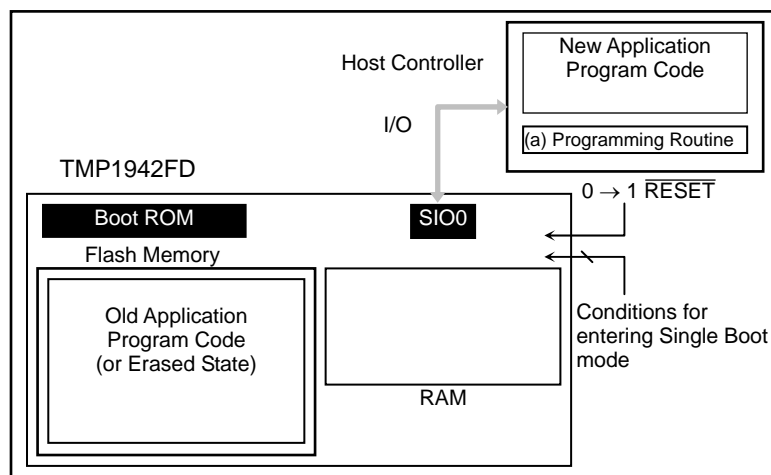 Host Controller
New Application
Program Code
I/O
(a) Programming Routine
TMP1942FD
0 → 1 RESET
Boot ROM
SIO0
Flash Memory
Old Application
Program Code
(or Erased State)
Conditions for
entering Single Boot
mode
RAM